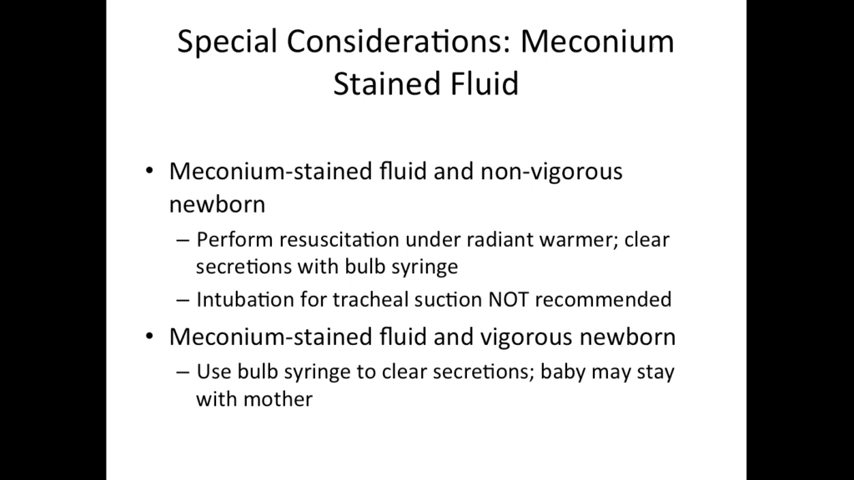 Special Considerations: Meconium
Stained Fluid
• Meconium-stained fluid and non-vigorous
newborn
– Perform resuscitation under radiant warmer; clear
secretions with bulb syringe
– Intubation for tracheal suction NOT recommended
• Meconium-stained fluid and vigorous newborn
– Use bulb syringe to clear secretions; baby may stay
with mother